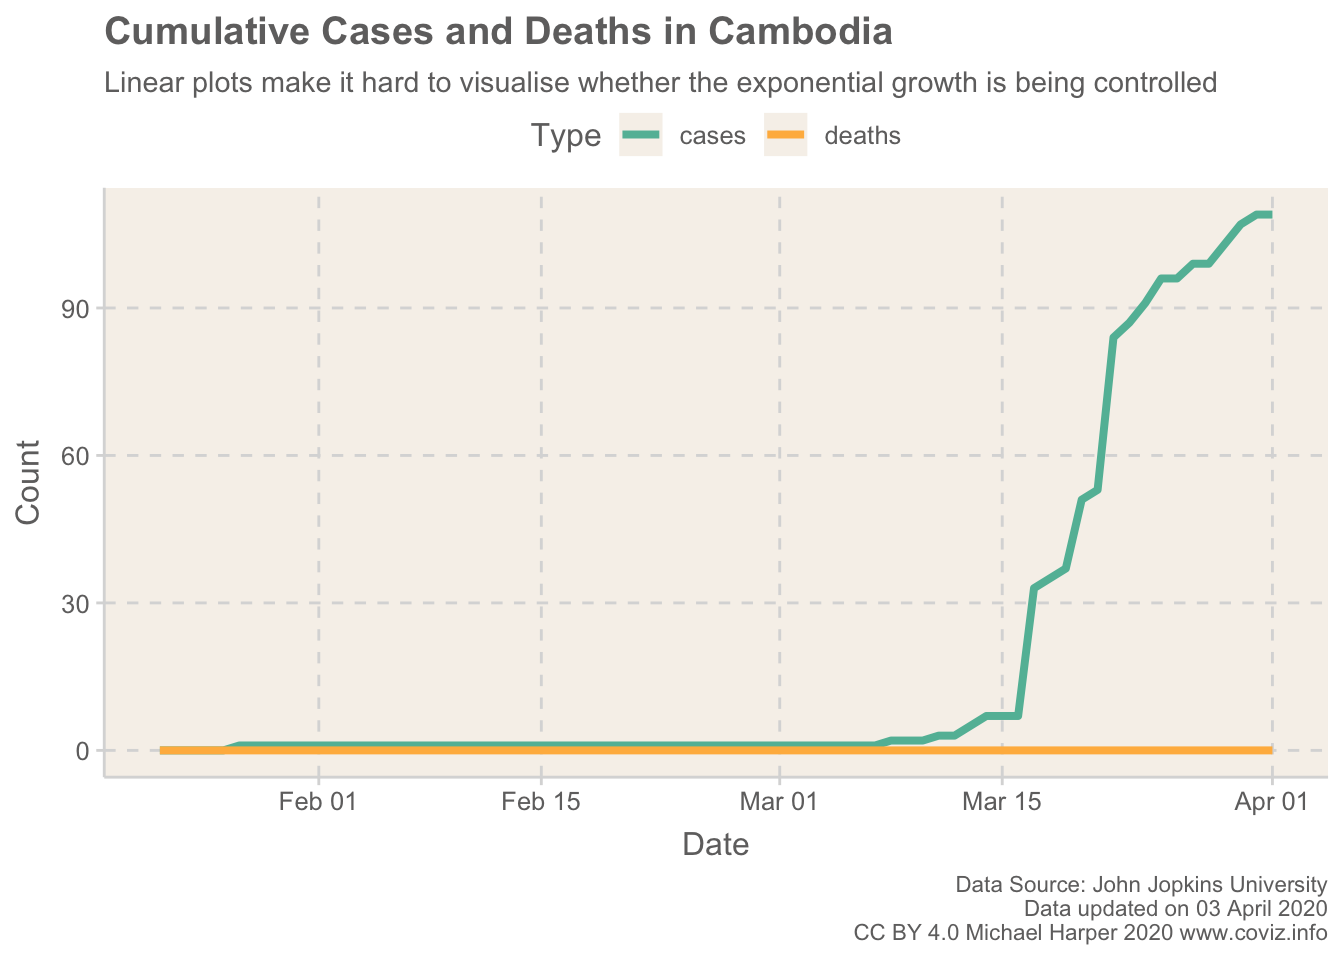 Cumulative Cases and Deaths in Cambodia
Linear plots make it hard to visualise whether the exponential growth is being controlled
Type cases deaths
Count
90
60
30
0
Feb 01 Feb 15 Mar 01 Mar 15 Apr 01
Date
Data Source: John Jopkins University
Data updated on 03 April 2020
CC BY 4.0 Michael Harper 2020 www.coviz.info